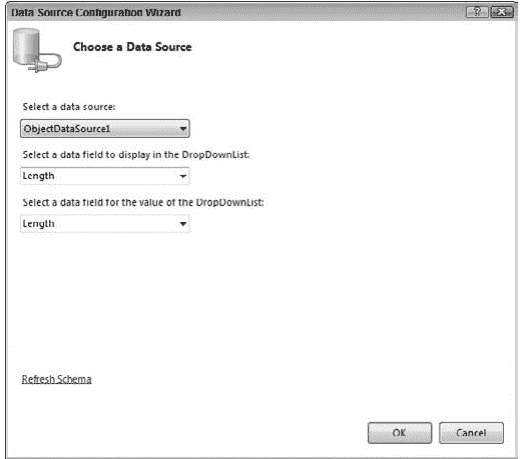 Data Source Configuration Wizard
Choose a Data Source
Select a data source:
ObjectDataSource1
Select a data field to display in the DropDownList:
Length
Select a data field for the value of the DropDownList:
Length
Refresh Schema
OK
Cancel